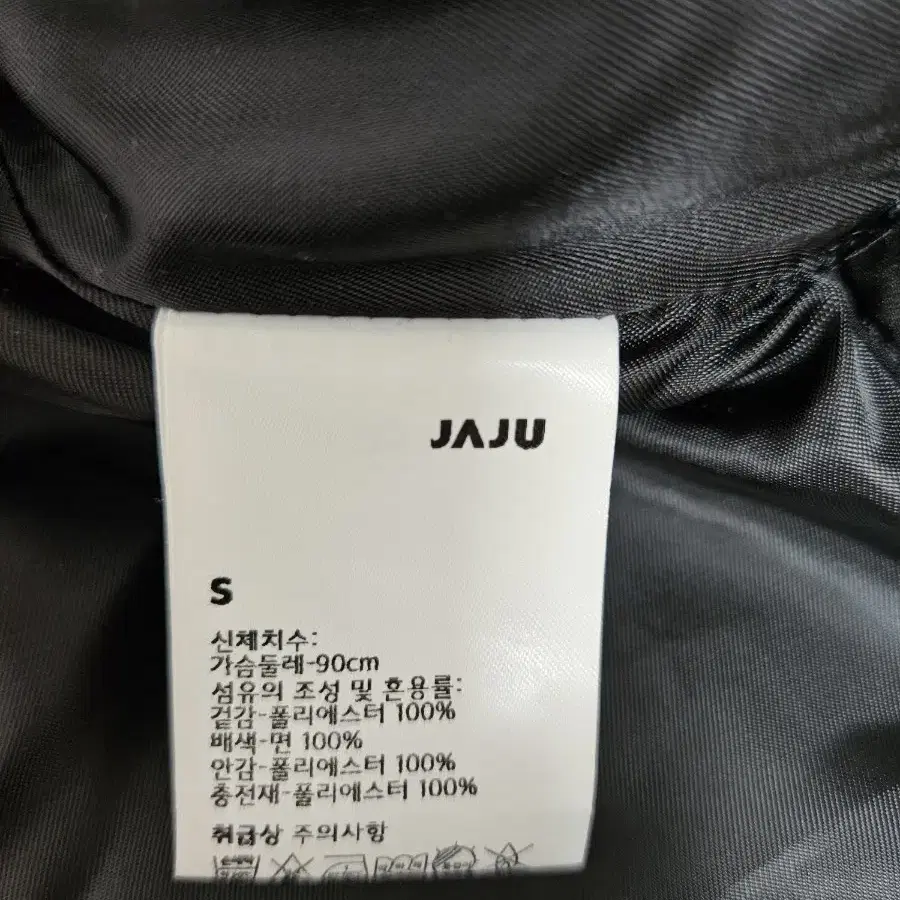 JAJU
S
신체치수:
가슴둘레-90cm
섬유의 조성 및 혼용률:
겉감-폴리에스터 100%
배색-면 100%
안감-폴리에스터 100%
충전재-폴리에스터 100%
취급상 주의사항